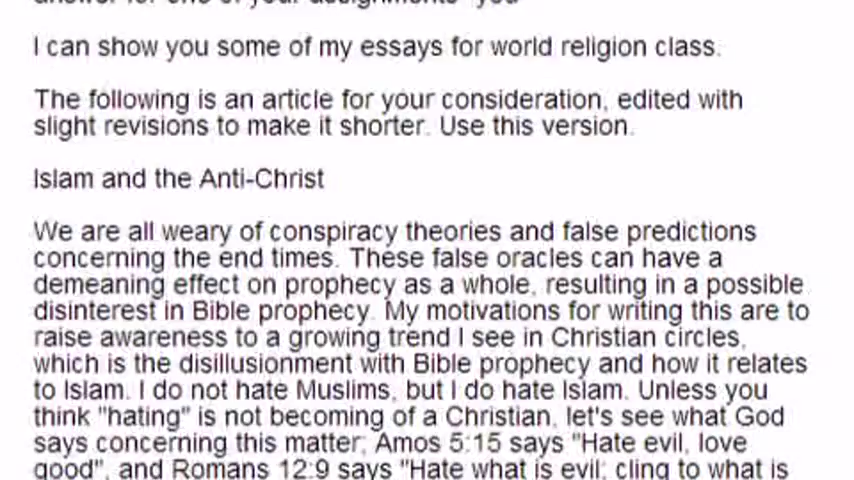 answer for one of your assignments "you
I can show you some of my essays for world religion class.
The following is an article for your consideration, edited with
slight revisions to make it shorter. Use this version.
Islam and the Anti-Christ
We are all weary of conspiracy theories and false predictions
concerning the end times. These false oracles can have a
demeaning effect on prophecy as a whole, resulting in a possible
disinterest in Bible prophecy. My motivations for writing this are to
raise awareness to a growing trend I see in Christian circles,
which is the disillusionment with Bible prophecy and how it relates
to Islam. I do not hate Muslims, but I do hate Islam. Unless you
think "hating" is not becoming of a Christian, let's see what God
says concerning this matter; Amos 5:15 says "Hate evil, love
good", and Romans 12:9 says "Hate what is evil; cling to what is